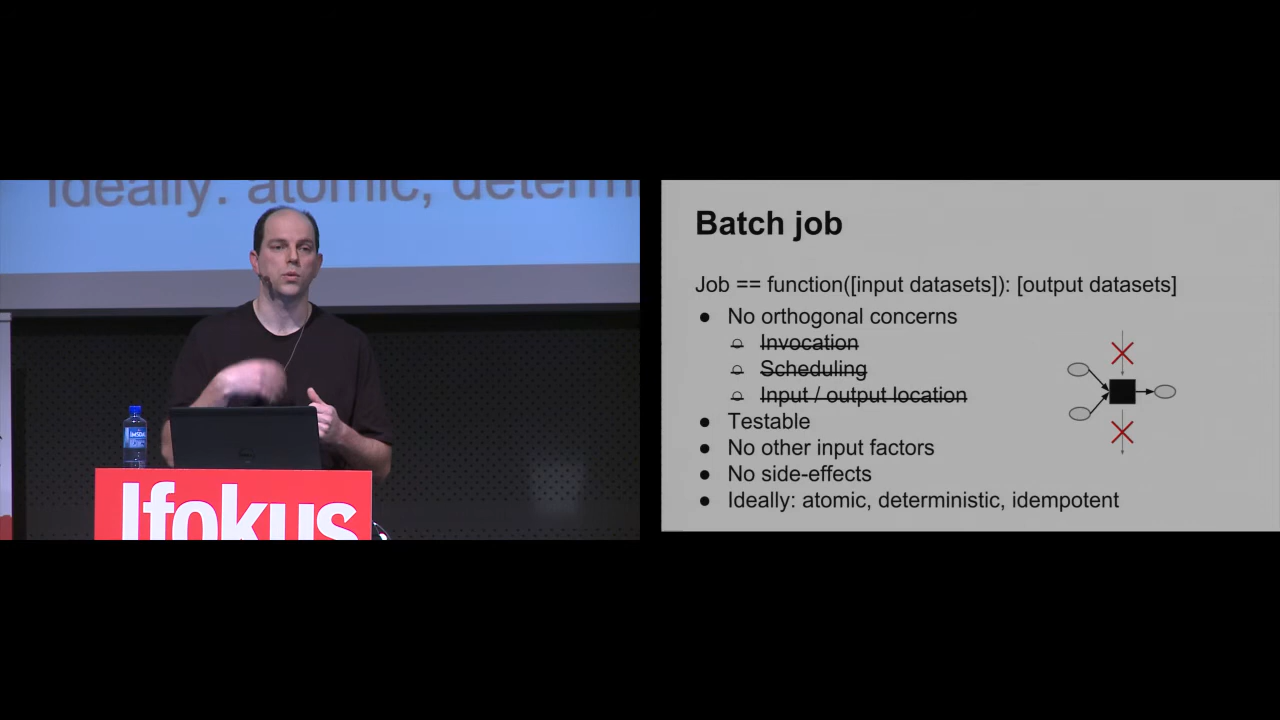 Ideally: atomic, determ
Ifokus
Batch job
Job == function([input datasets]): [output datasets]
● No orthogonal concerns
○ Invocation
○ Scheduling
○ Input / output location
● Testable
● No other input factors
● No side-effects
● Ideally: atomic, deterministic, idempotent